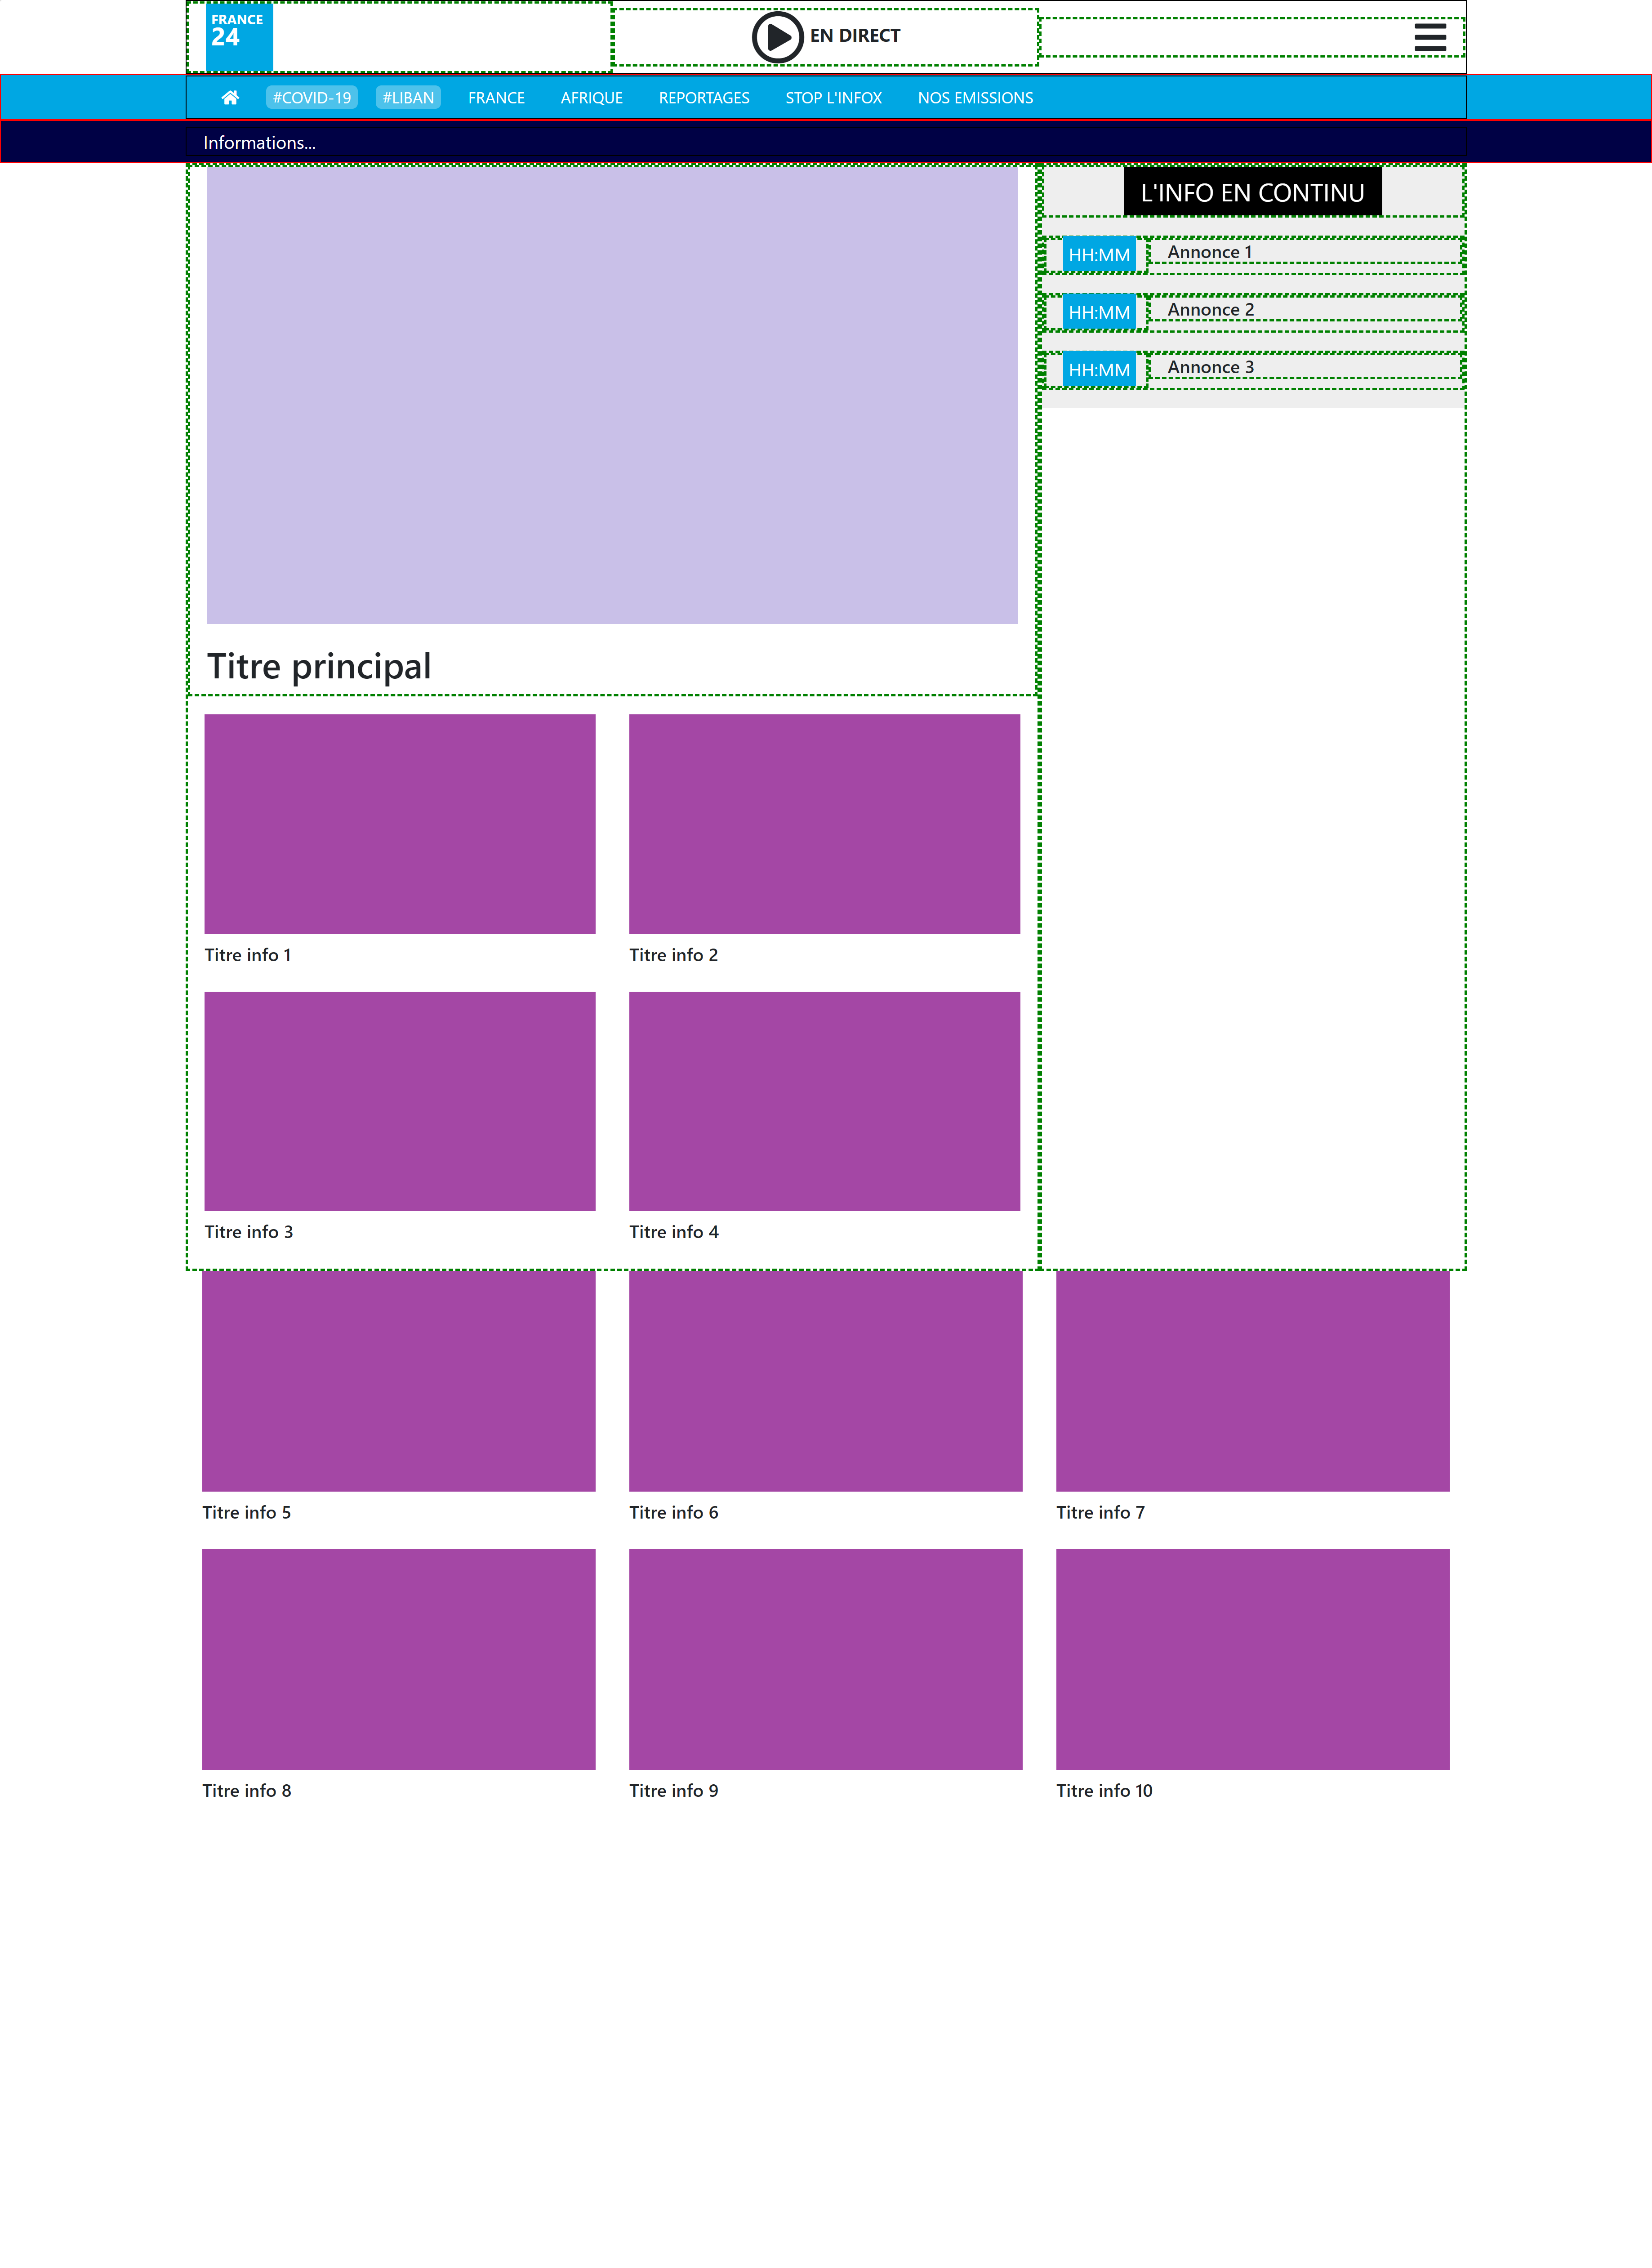 FRANCE
24
EN DIRECT
#COVID-19 #LIBAN FRANCE AFRIQUE REPORTAGES STOP L'INFOX NOS EMISSIONS
Informations...
L'INFO EN CONTINU
HH:MM Annonce 1
HH:MM Annonce 2
HH:MM Annonce 3
Titre principal
Titre info 1
Titre info 2
Titre info 3
Titre info 4
Titre info 5
Titre info 6
Titre info 7
Titre info 8
Titre info 9
Titre info 10